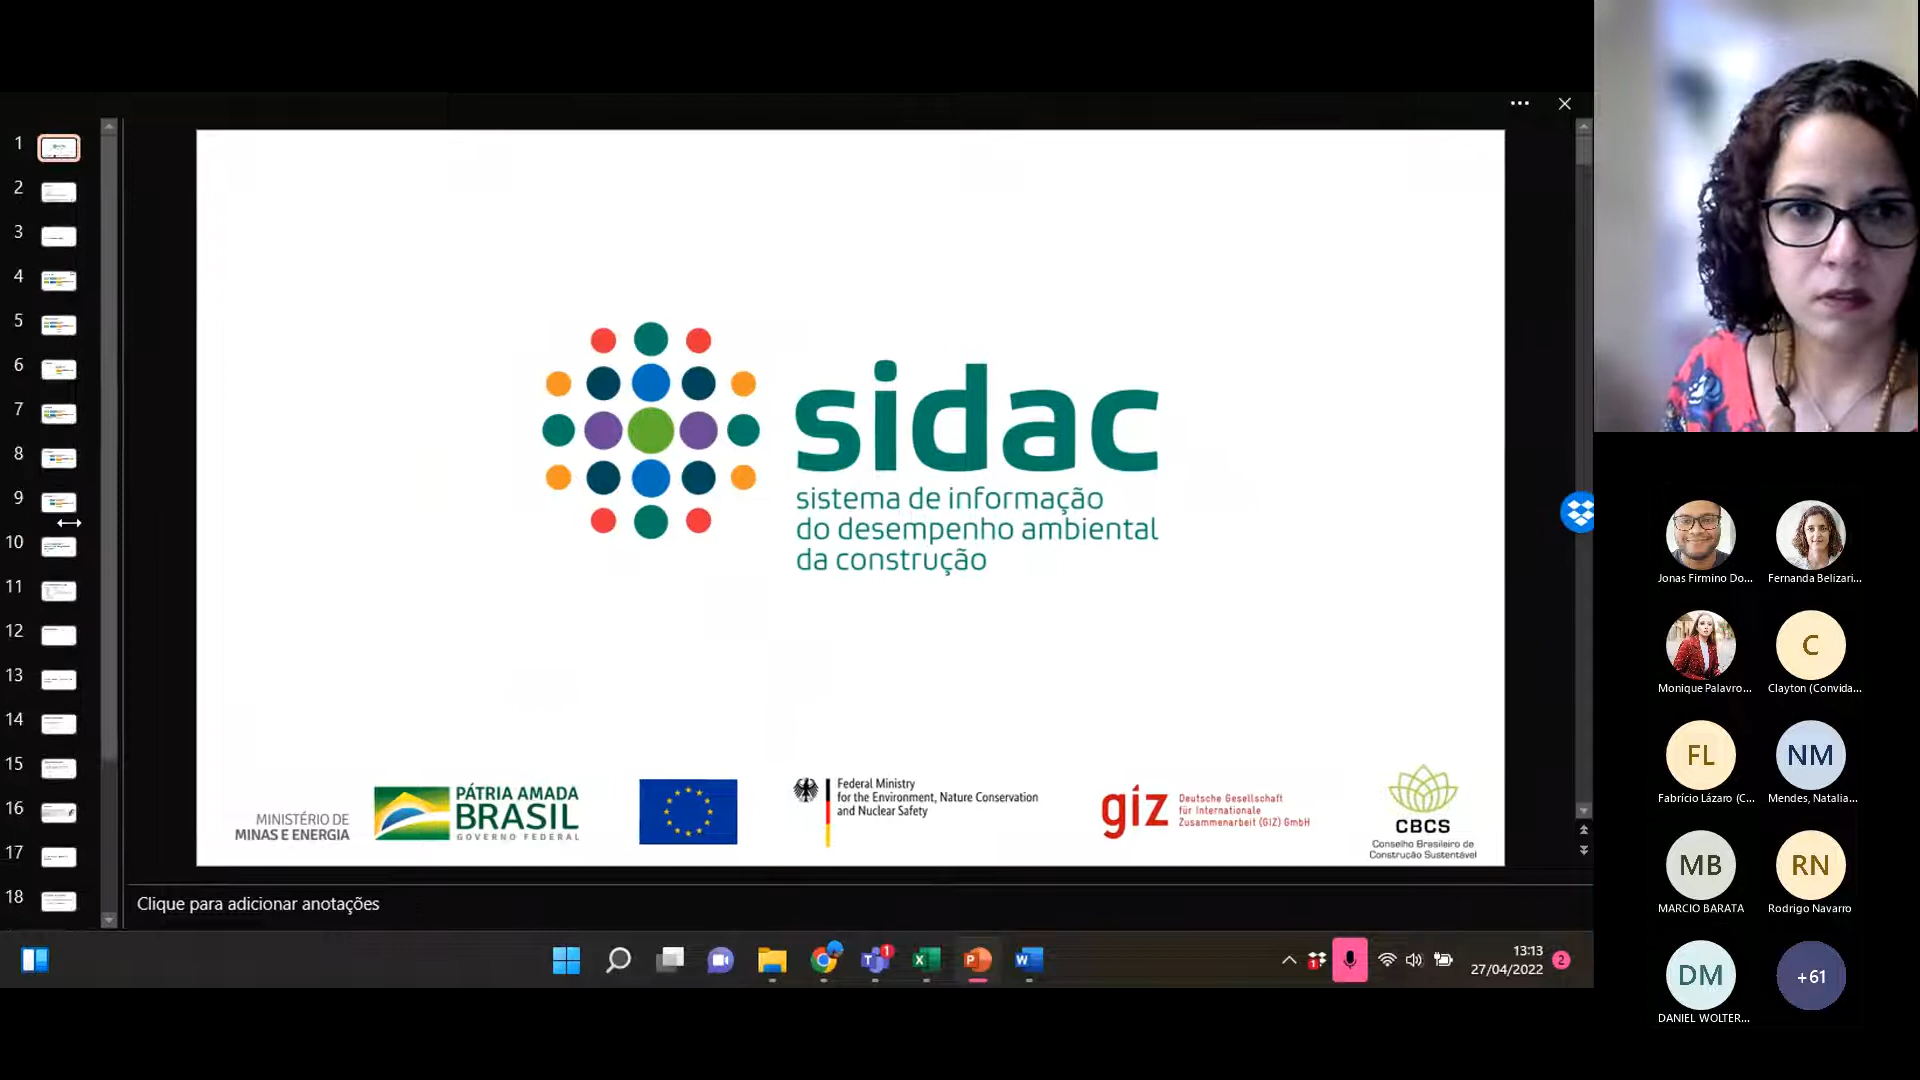 1
2
3
4
5
6
7
8
9
10
11
12
13
14
15
16
17
18
sidac
sistema de informação
do desempenho ambiental
da construção
MINISTÉRIO DE
MINAS E ENERGIA
PÁTRIA AMADA
BRASIL
GOVERNO FEDERAL
Federal Ministry
for the Environment, Nature Conservation
and Nuclear Safety
giz
Deutsche Gesellschaft
für Internationale
Zusammenarbeit (GIZ) GmbH
CBCS
Conselho Brasileiro de
Construção Sustentável
Clique para adicionar anotações
1
1
13:13
27/04/2022
2
Jonas Firmino Do...
Fernanda Belizari...
Monique Palavro...
C
Clayton (Convida...
FL
Fabrício Lázaro (C...
NM
Mendes, Natalia...
MB
MARCIO BARATA
RN
Rodrigo Navarro
DM
DANIEL WOLTER...
+61